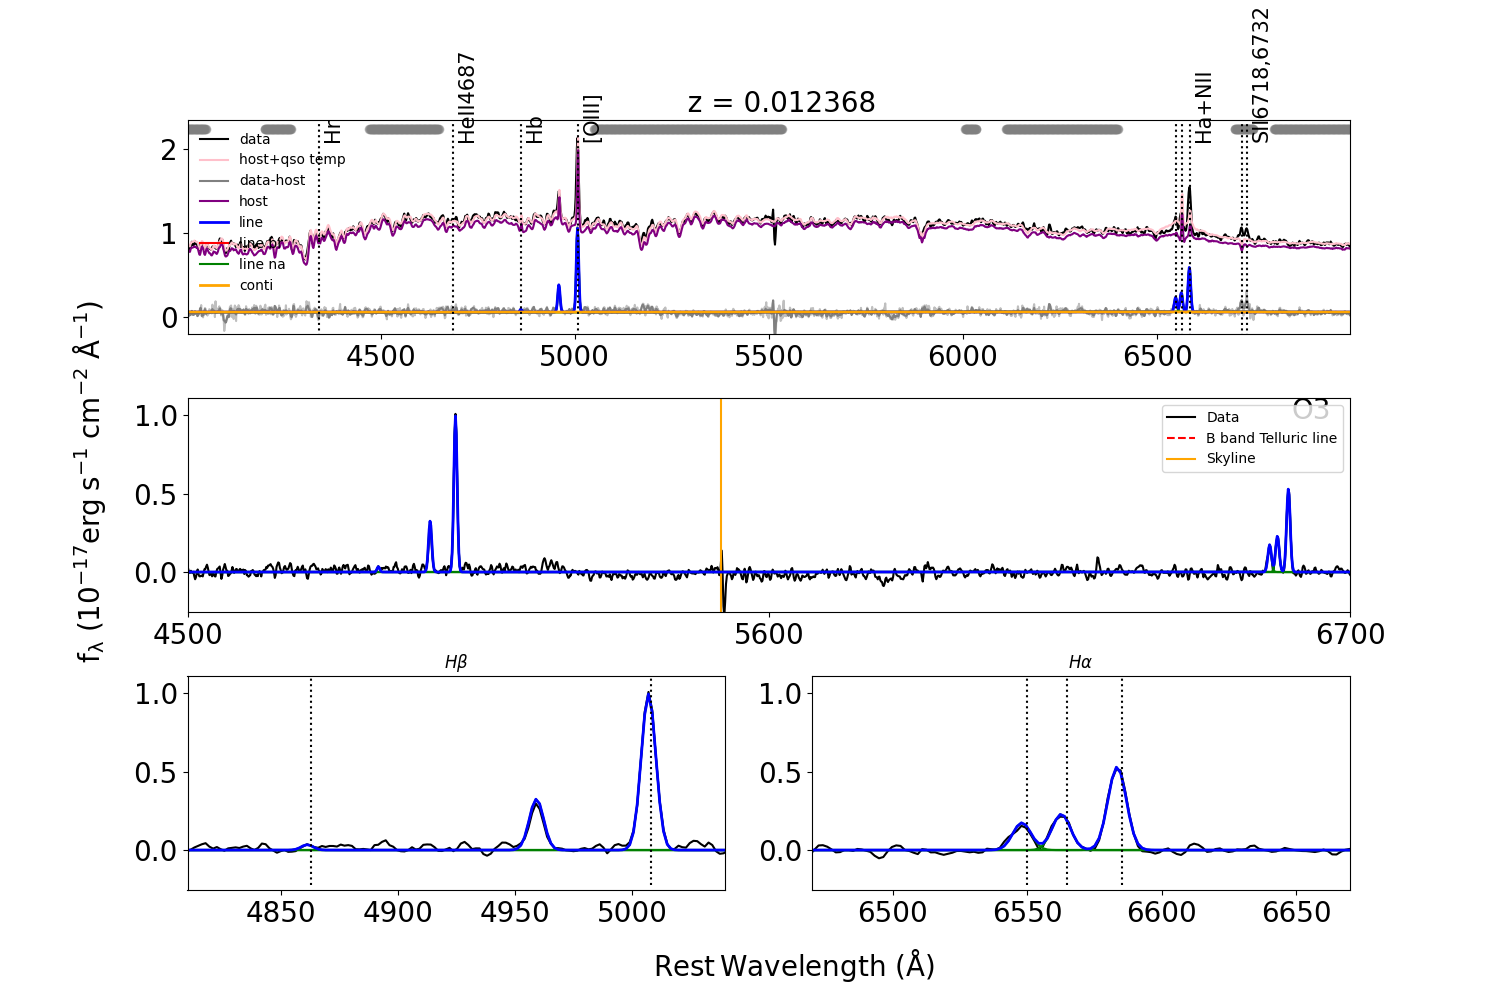 z = 0.012368
Hr
HeII4687
Hb
[OIII]
Ha+NII
SII6718,6732
data
host+qso temp
data-host
host
line
line br
line na
conti
2
1
0
4500
5000
5500
6000
6500
f_λ (10⁻¹⁷erg s⁻¹ cm⁻² Å⁻¹)
O3
Data
B band Telluric line
Skyline
1.0
0.5
0.0
4500
5600
6700
Hβ
1.0
0.5
0.0
4850
4900
4950
5000
Hα
1.0
0.5
0.0
6500
6550
6600
6650
Rest Wavelength (Å)